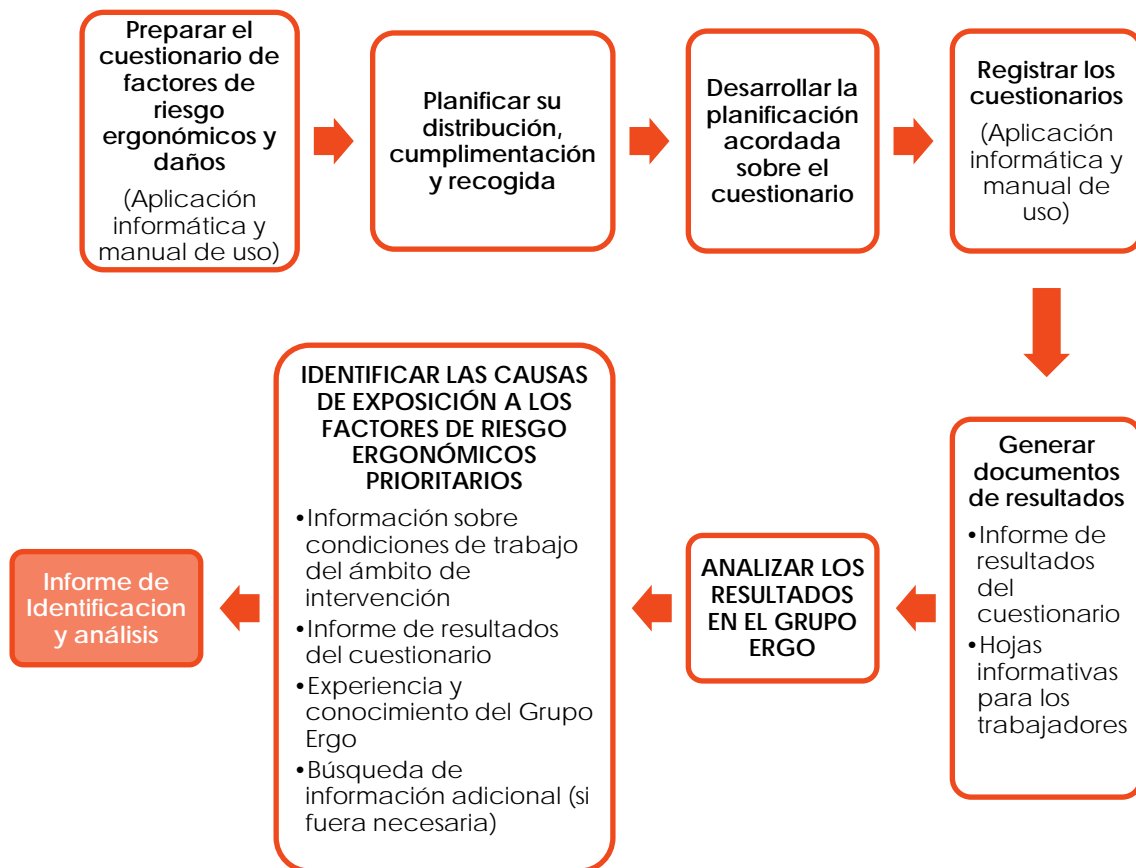 Preparar el
cuestionario de
factores de
riesgo
ergonómicos y
daños
(Aplicación
informática y
manual de uso)
Planificar su
distribución,
cumplimentación
y recogida
Desarrollar la
planificación
acordada
sobre el
cuestionario
Registrar los
cuestionarios
(Aplicación
informática y
manual de
uso)
Generar
documentos
de resultados
•Informe de
resultados
del
cuestionario
•Hojas
informativas
para los
trabajadores
ANALIZAR LOS
RESULTADOS
EN EL GRUPO
ERGO
IDENTIFICAR LAS CAUSAS
DE EXPOSICIÓN A LOS
FACTORES DE RIESGO
ERGONÓMICOS
PRIORITARIOS
•Información sobre
condiciones de trabajo
del ámbito de
intervención
•Informe de resultados
del cuestionario
•Experiencia y
conocimiento del Grupo
Ergo
•Búsqueda de
información adicional (si
fuera necesaria)
Informe de
Identificacion
y análisis